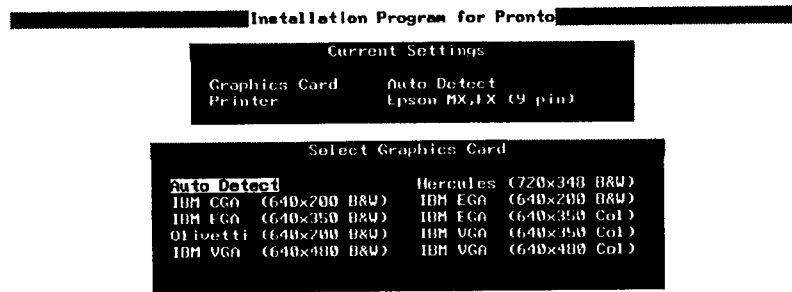 Installation Program for Pronto
Current Settings
Graphics Card Auto Detect
Printer Epson MX,FX (9 pin)
Select Graphics Card
Auto Detect Hercules (720x348 B&W)
IBM CGA (640x200 B&W) IBM EGA (640x200 B&W)
IBM EGA (640x350 B&W) IBM EGA (640x350 Col)
Olivetti (640x200 B&W) IBM VGA (640x350 Col)
IBM VGA (640x480 B&W) IBM VGA (640x480 Col)